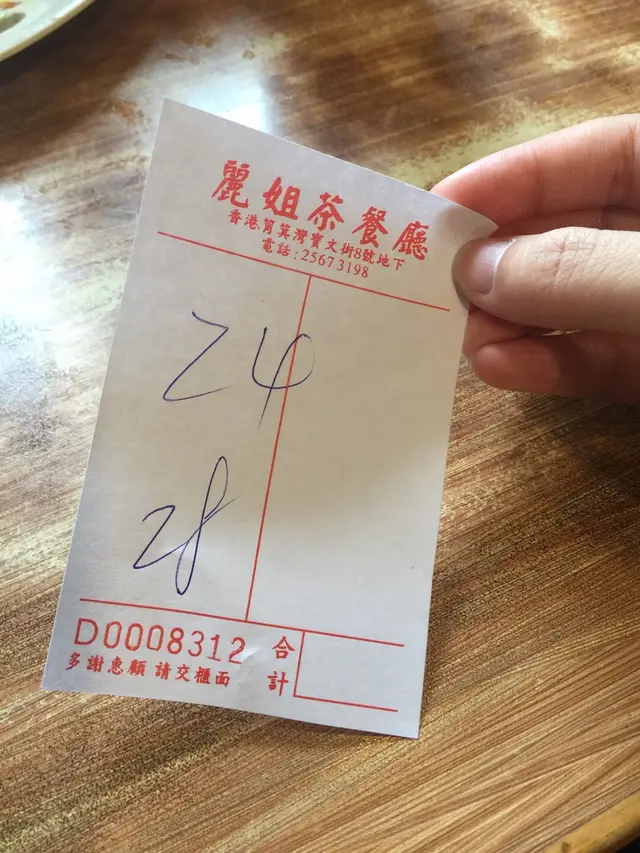 麗姐茶餐廳
香港筲箕灣寶文街8號地下
電話:2567 3198
24
28
D0008312
合計
多謝惠顧 請交櫃面